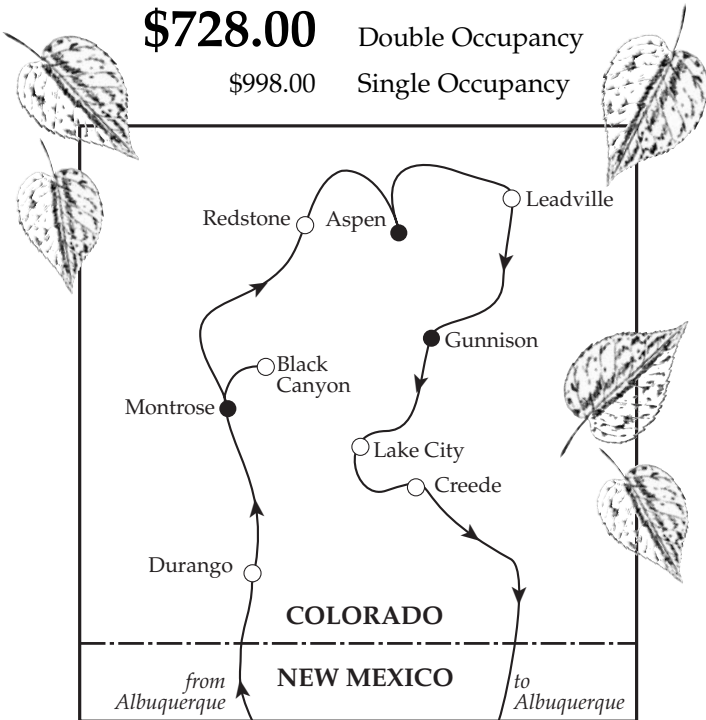 $728.00 Double Occupancy
$998.00 Single Occupancy
Leadville
Redstone
Aspen
Gunnison
Black
Canyon
Montrose
Lake City
Creede
Durango
COLORADO
NEW MEXICO
from
Albuquerque
to
Albuquerque